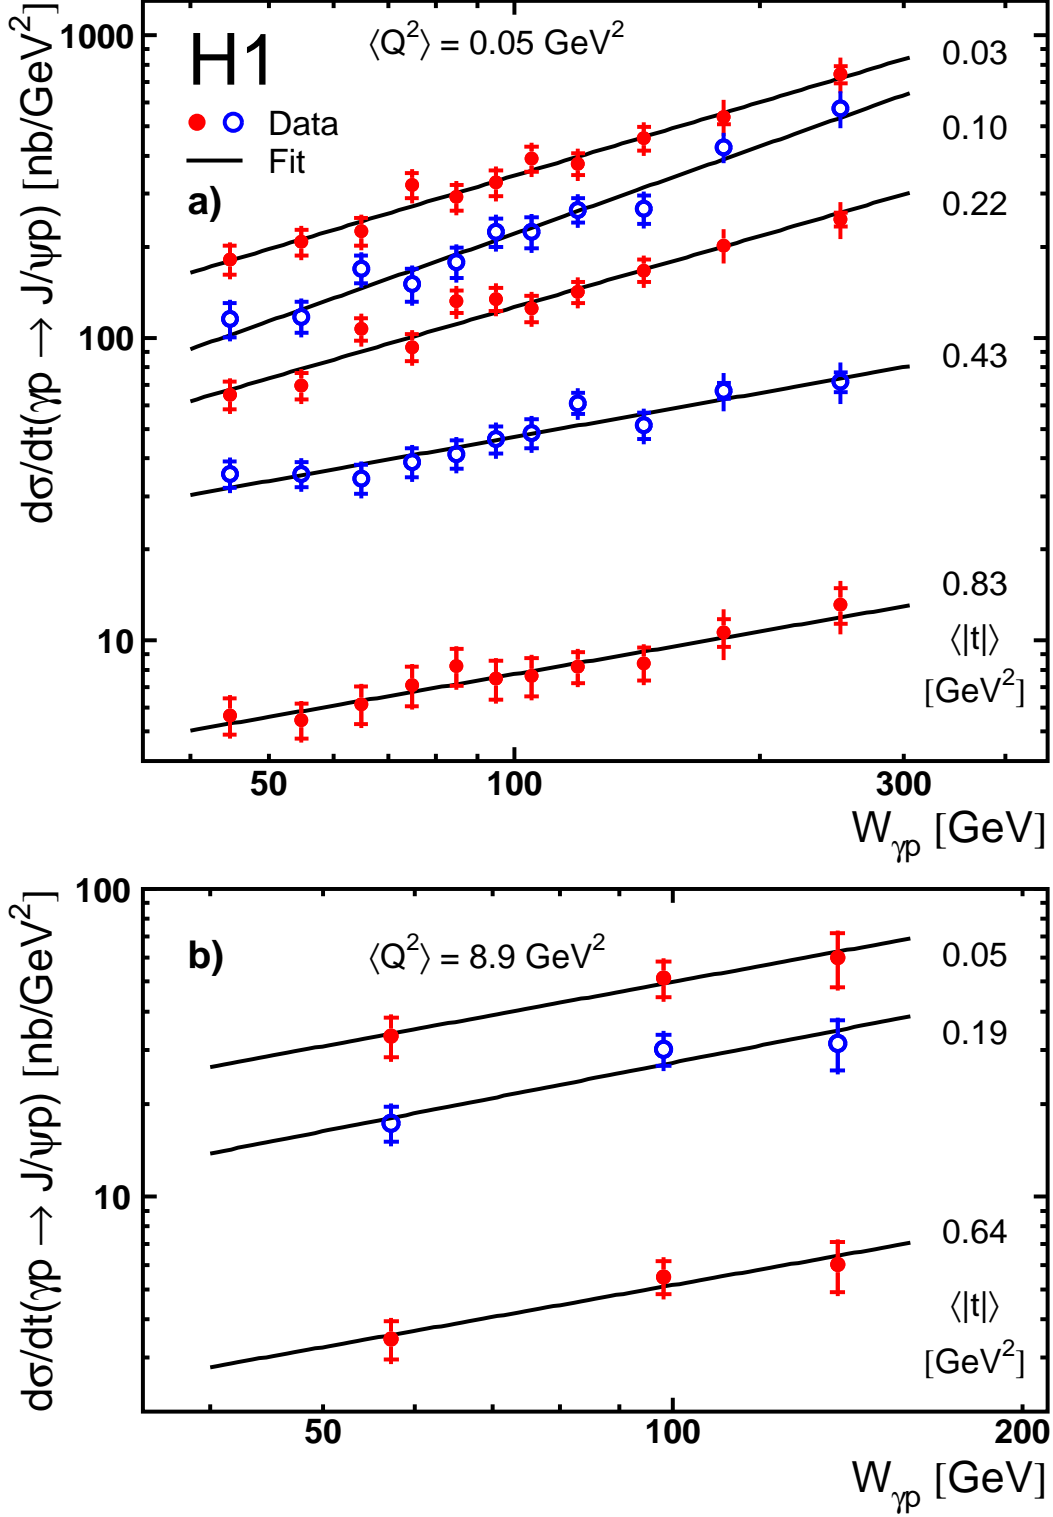 H1
⟨Q²⟩ = 0.05 GeV²
Data
Fit
a)
dσ/dt(γp → J/ψp) [nb/GeV²]
1000
100
10
0.03
0.10
0.22
0.43
0.83
⟨|t|⟩
[GeV²]
50
100
300
W_γp [GeV]
b)
⟨Q²⟩ = 8.9 GeV²
dσ/dt(γp → J/ψp) [nb/GeV²]
100
10
0.05
0.19
0.64
⟨|t|⟩
[GeV²]
50
100
200
W_γp [GeV]